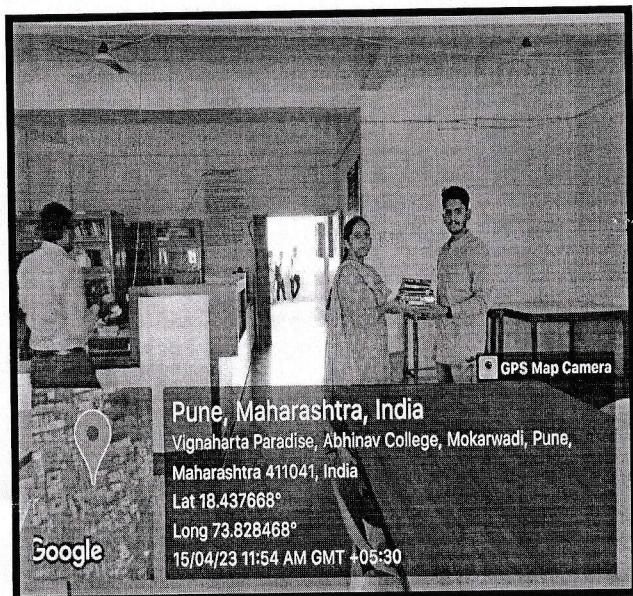 GPS Map Camera
Pune, Maharashtra, India
Vignaharta Paradise, Abhinav College, Mokarwadi, Pune,
Maharashtra 411041, India
Lat 18.437668°
Long 73.828468°
15/04/23 11:54 AM GMT +05:30
Google